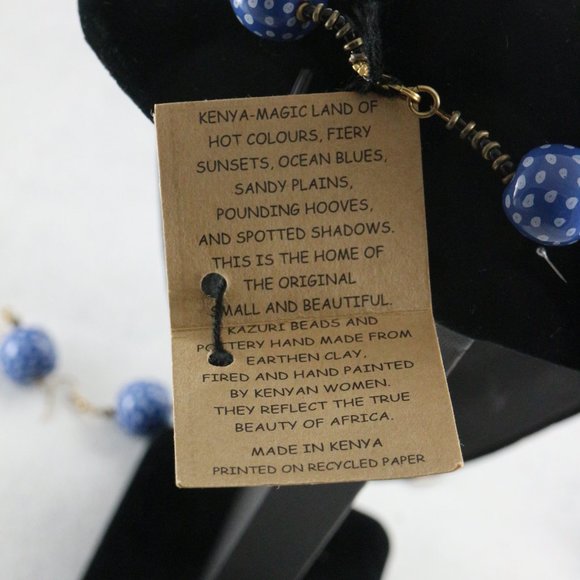 KENYA-MAGIC LAND OF
HOT COLOURS, FIERY
SUNSETS, OCEAN BLUES,
SANDY PLAINS,
POUNDING HOOVES,
AND SPOTTED SHADOWS.
THIS IS THE HOME OF
THE ORIGINAL
SMALL AND BEAUTIFUL.
KAZURI BEADS AND
POTTERY HAND MADE FROM
EARTHEN CLAY,
FIRED AND HAND PAINTED
BY KENYAN WOMEN.
THEY REFLECT THE TRUE
BEAUTY OF AFRICA.
MADE IN KENYA
PRINTED ON RECYCLED PAPER